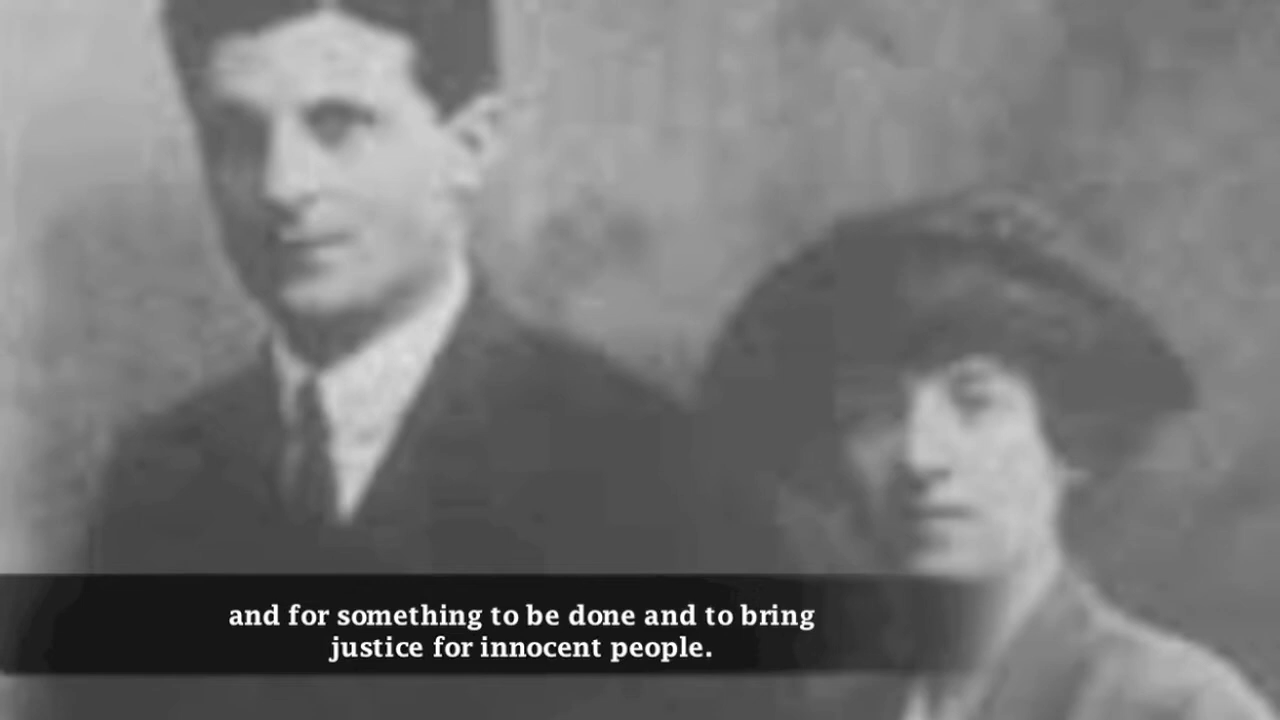 and for something to be done and to bring
justice for innocent people.